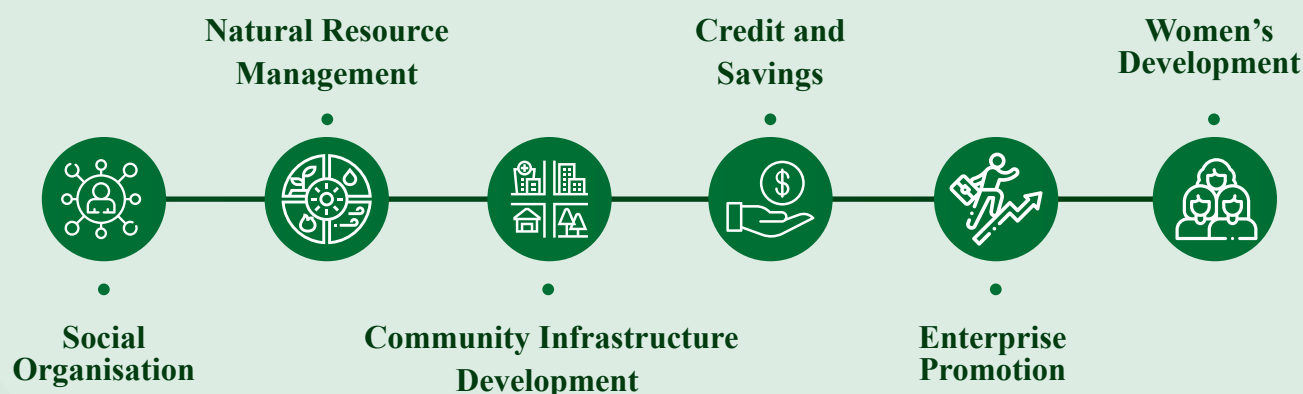 Natural Resource
Management
Credit and
Savings
Women’s
Development
$
Social
Organisation
Community Infrastructure
Development
Enterprise
Promotion